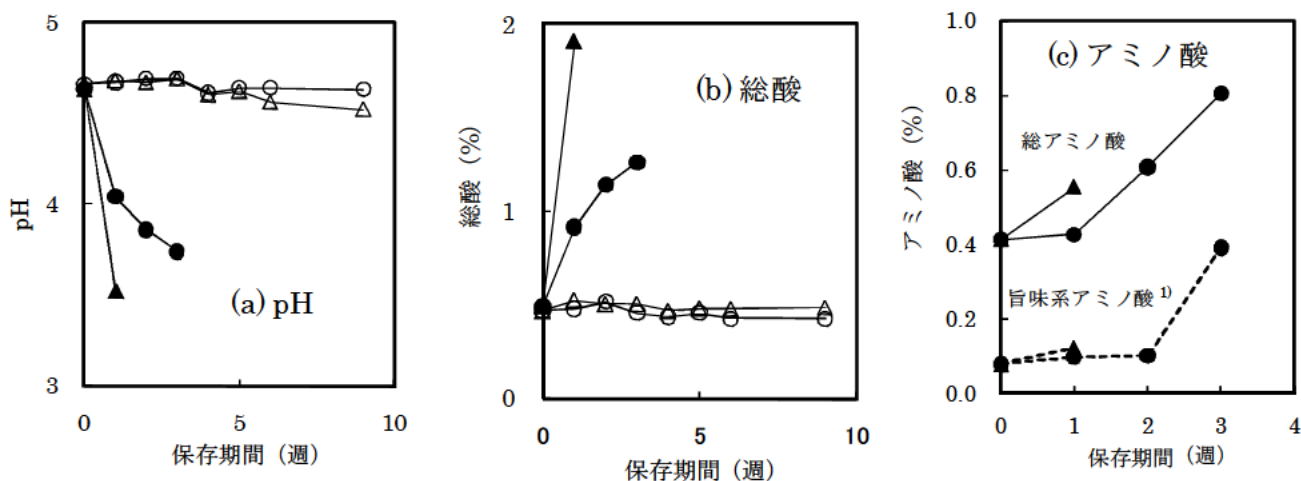 5
4
3
pH
(a) pH
0
5
10
保存期間（週）
2
1
0
総酸（%）
(b) 総酸
0
5
10
保存期間（週）
1.0
0.8
0.6
0.4
0.2
0.0
アミノ酸（%）
(c) アミノ酸
総アミノ酸
旨味系アミノ酸 1)
0
1
2
3
4
保存期間（週）